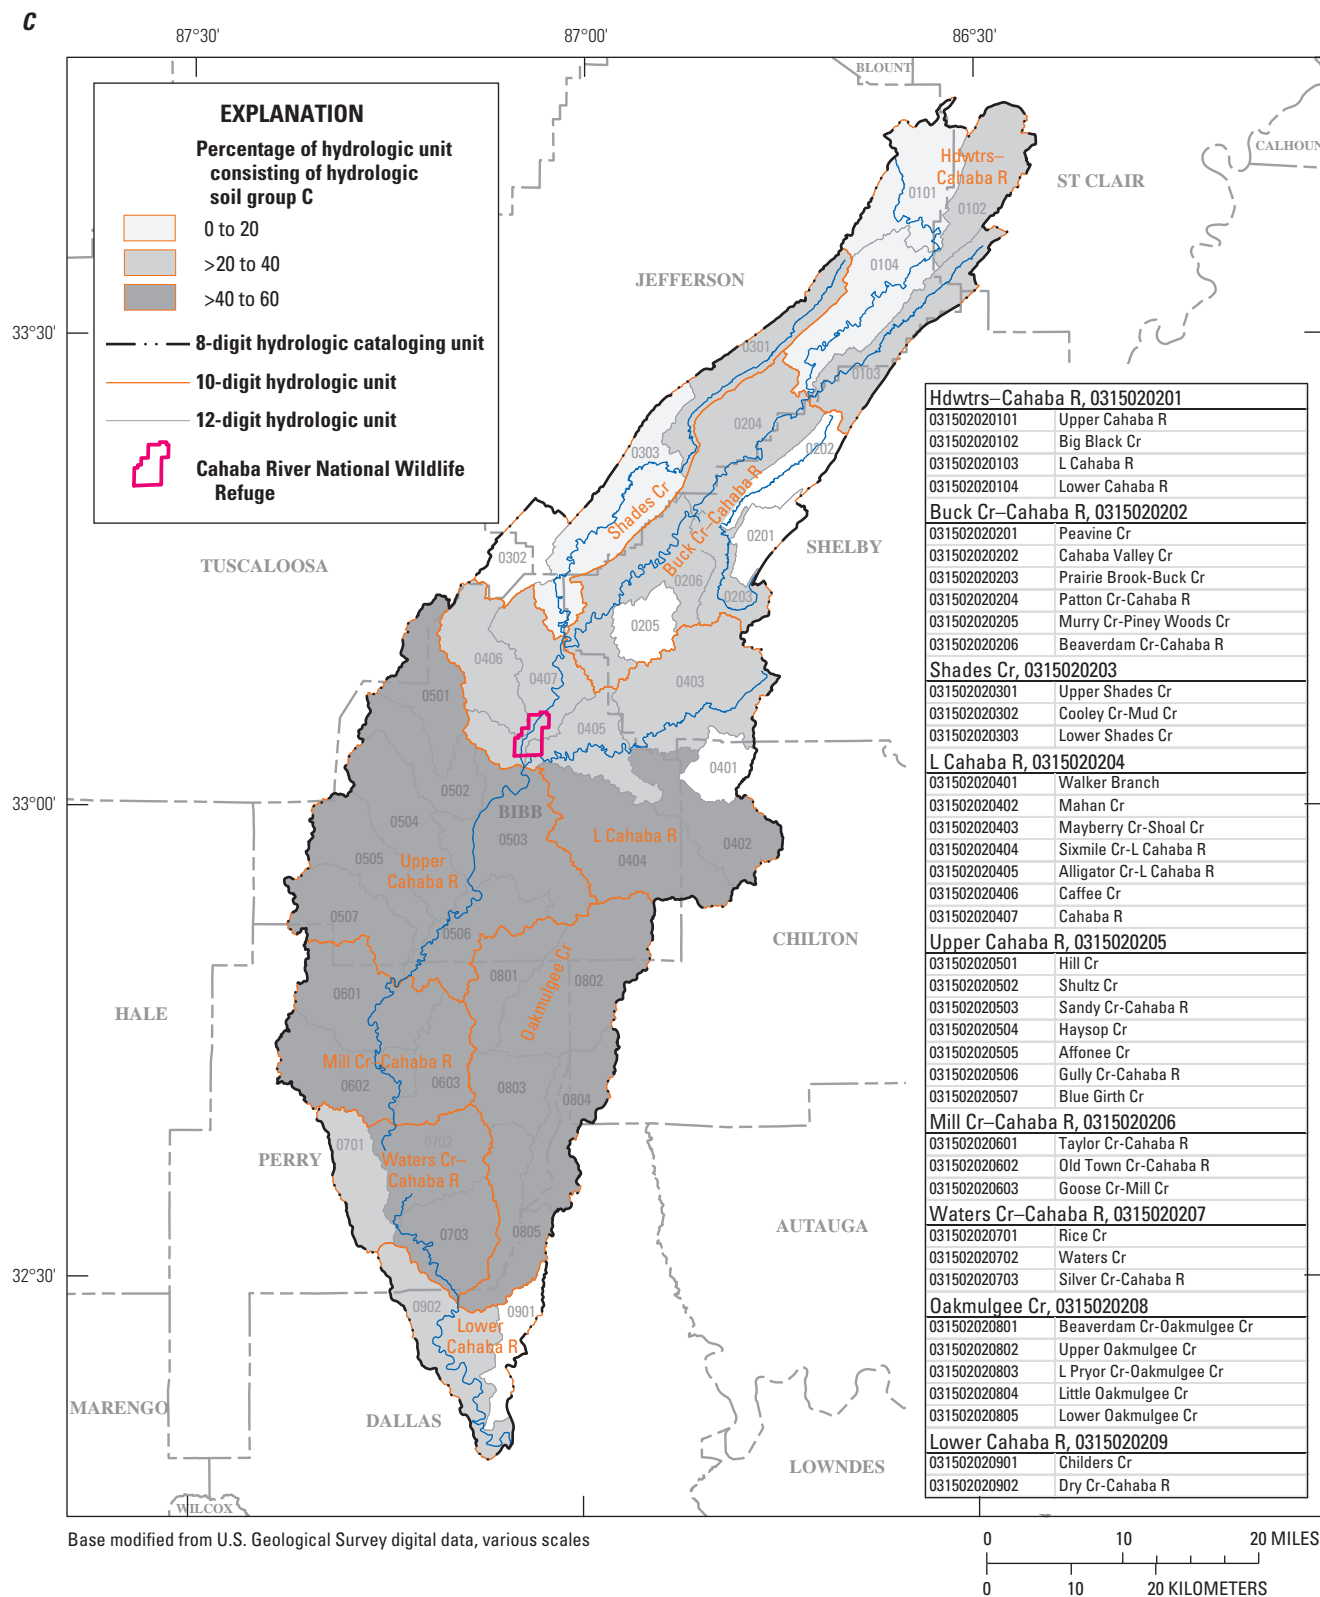 C
87°30'
87°00'
86°30'
EXPLANATION
Percentage of hydrologic unit
consisting of hydrologic
soil group C
0 to 20
>20 to 40
>40 to 60
8-digit hydrologic cataloging unit
10-digit hydrologic unit
12-digit hydrologic unit
Cahaba River National Wildlife
Refuge
BLOUNT
CALHOUN
ST CLAIR
JEFFERSON
Hdwtrs–
Cahaba R
0101
0102
0104
33°30'
0301
0103
0204
0202
0303
Shades Cr
Buck Cr–Cahaba R
0201
SHELBY
0302
TUSCALOOSA
0206
0203
0205
0406
0407
0403
0501
0405
0401
33°00'
0502
BIBB
0503
0504
L Cahaba R
0404
0402
0505
Upper
Cahaba R
0507
0506
CHILTON
0801
Oakmulgee Cr
0802
0601
HALE
Mill Cr–Cahaba R
0602
0603
0803
0804
0701
0702
PERRY
Waters Cr–
Cahaba R
AUTAUGA
0703
0805
32°30'
0902
0901
Lower
Cahaba R
MARENGO
DALLAS
LOWNDES
WILCOX
Hdwtrs–Cahaba R, 0315020201
031502020101 Upper Cahaba R
031502020102 Big Black Cr
031502020103 L Cahaba R
031502020104 Lower Cahaba R
Buck Cr–Cahaba R, 0315020202
031502020201 Peavine Cr
031502020202 Cahaba Valley Cr
031502020203 Prairie Brook-Buck Cr
031502020204 Patton Cr-Cahaba R
031502020205 Murry Cr-Piney Woods Cr
031502020206 Beaverdam Cr-Cahaba R
Shades Cr, 0315020203
031502020301 Upper Shades Cr
031502020302 Cooley Cr-Mud Cr
031502020303 Lower Shades Cr
L Cahaba R, 0315020204
031502020401 Walker Branch
031502020402 Mahan Cr
031502020403 Mayberry Cr-Shoal Cr
031502020404 Sixmile Cr-L Cahaba R
031502020405 Alligator Cr-L Cahaba R
031502020406 Caffee Cr
031502020407 Cahaba R
Upper Cahaba R, 0315020205
031502020501 Hill Cr
031502020502 Shultz Cr
031502020503 Sandy Cr-Cahaba R
031502020504 Haysop Cr
031502020505 Affonee Cr
031502020506 Gully Cr-Cahaba R
031502020507 Blue Girth Cr
Mill Cr–Cahaba R, 0315020206
031502020601 Taylor Cr-Cahaba R
031502020602 Old Town Cr-Cahaba R
031502020603 Goose Cr-Mill Cr
Waters Cr–Cahaba R, 0315020207
031502020701 Rice Cr
031502020702 Waters Cr
031502020703 Silver Cr-Cahaba R
Oakmulgee Cr, 0315020208
031502020801 Beaverdam Cr-Oakmulgee Cr
031502020802 Upper Oakmulgee Cr
031502020803 L Pryor Cr-Oakmulgee Cr
031502020804 Little Oakmulgee Cr
031502020805 Lower Oakmulgee Cr
Lower Cahaba R, 0315020209
031502020901 Childers Cr
031502020902 Dry Cr-Cahaba R
Base modified from U.S. Geological Survey digital data, various scales
0 10 20 MILES
0 10 20 KILOMETERS